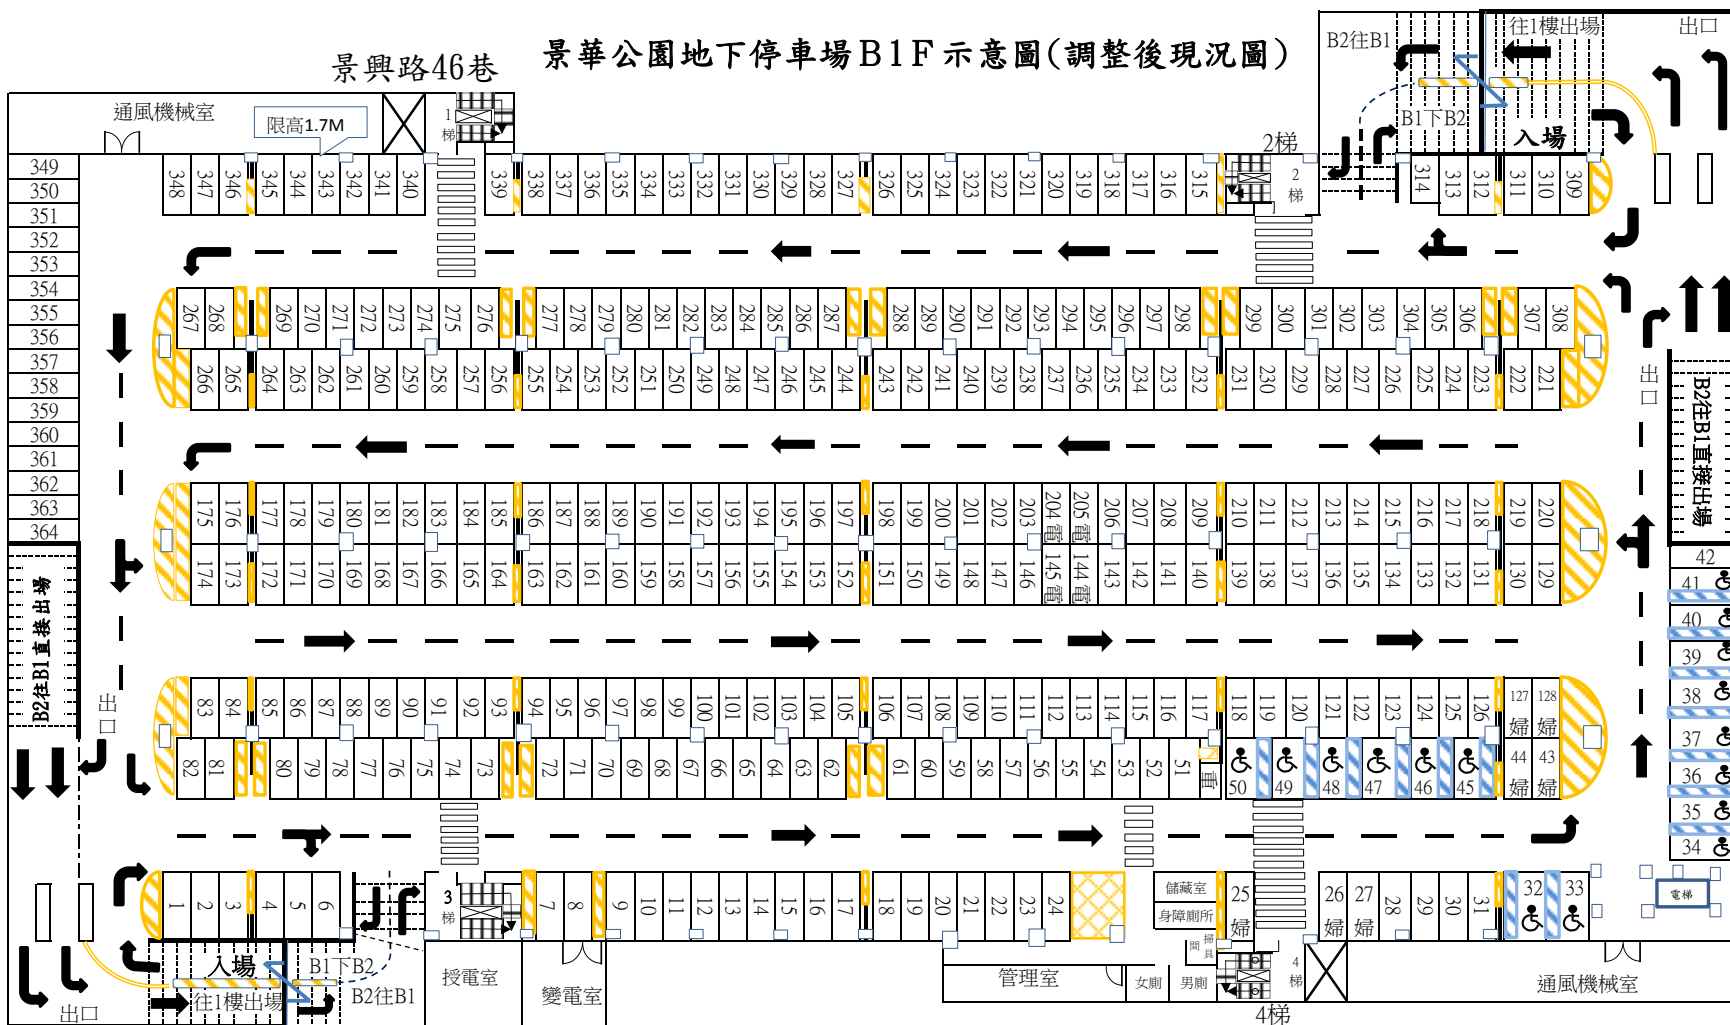 景華公園地下停車場B1F示意圖(調整後現況圖)
景興路46巷
B2往B1
往1樓出場
出口
通風機械室
限高1.7M
1梯
2梯
2梯
B1下B2
入場
349
350
351
352
353
354
355
356
357
358
359
360
361
362
363
364
348 347 346 345 344 343 342 341 340 339 338 337 336 335 334 333 332 331 330 329 328 327 326 325 324 323 322 321 320 319 318 317 316 315 314 313 312 311 310 309
267 268 269 270 271 272 273 274 275 276 277 278 279 280 281 282 283 284 285 286 287 288 289 290 291 292 293 294 295 296 297 298 299 300 301 302 303 304 305 306 307 308
266 265 264 263 262 261 260 259 258 257 256 255 254 253 252 251 250 249 248 247 246 245 244 243 242 241 240 239 238 237 236 235 234 233 232 231 230 229 228 227 226 225 224 223 222 221
出口
B2往B1直接出場
175 176 177 178 179 180 181 182 183 184 185 186 187 188 189 190 191 192 193 194 195 196 197 198 199 200 201 202 203 204電 205電 206 207 208 209 210 211 212 213 214 215 216 217 218 219 220
174 173 172 171 170 169 168 167 166 165 164 163 162 161 160 159 158 157 156 155 154 153 152 151 150 149 148 147 146 145電 144電 143 142 141 140 139 138 137 136 135 134 133 132 131 130 129
42
41
40
39
38
37
36
35
34
B2往B1直接出場
出口
83 84 85 86 87 88 89 90 91 92 93 94 95 96 97 98 99 100 101 102 103 104 105 106 107 108 109 110 111 112 113 114 115 116 117 118 119 120 121 122 123 124 125 126 127婦 128婦
82 81 80 79 78 77 76 75 74 73 72 71 70 69 68 67 66 65 64 63 62 61 60 59 58 57 56 55 54 53 52 51 重 50 49 48 47 46 45 44婦 43婦
1 2 3 4 5 6 7 8 9 10 11 12 13 14 15 16 17 18 19 20 21 22 23 24 25婦 26婦 27婦 28 29 30 31 32 33
3梯
儲藏室
身障廁所
掃具間
電梯
入場
B1下B2
往1樓出場
B2往B1
出口
授電室
變電室
管理室
女廁
男廁
4梯
4梯
通風機械室